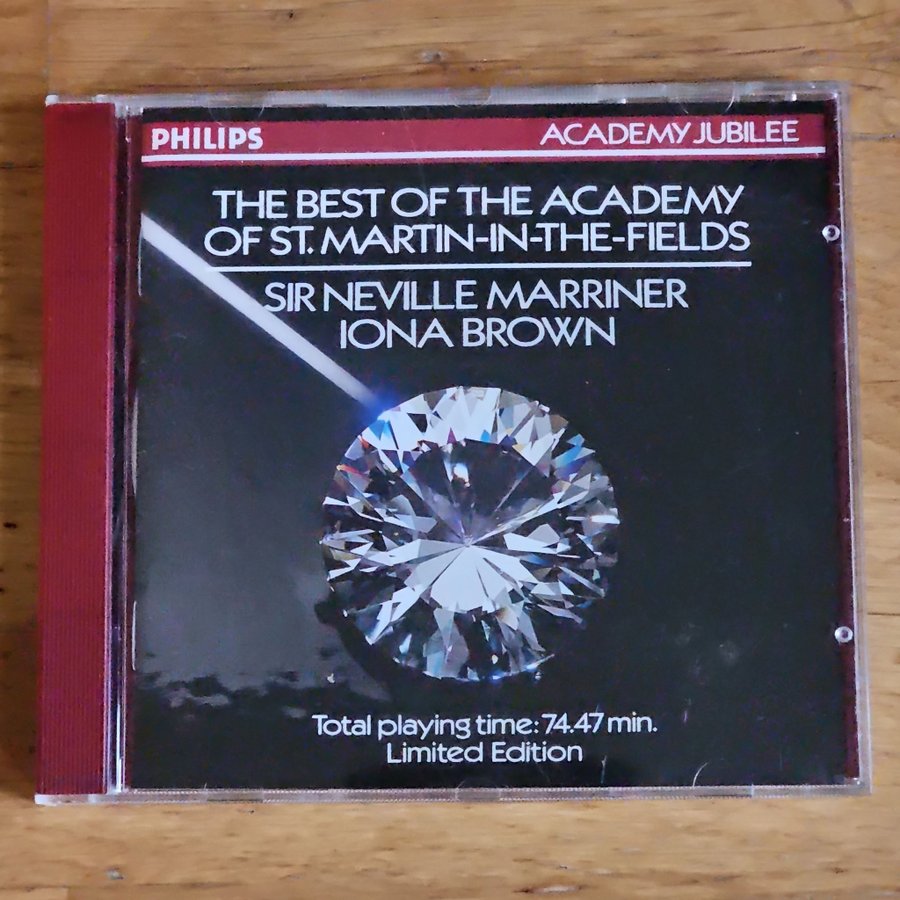 PHILIPS
ACADEMY JUBILEE
THE BEST OF THE ACADEMY
OF ST. MARTIN-IN-THE-FIELDS
SIR NEVILLE MARRINER
IONA BROWN
Total playing time: 74.47 min.
Limited Edition